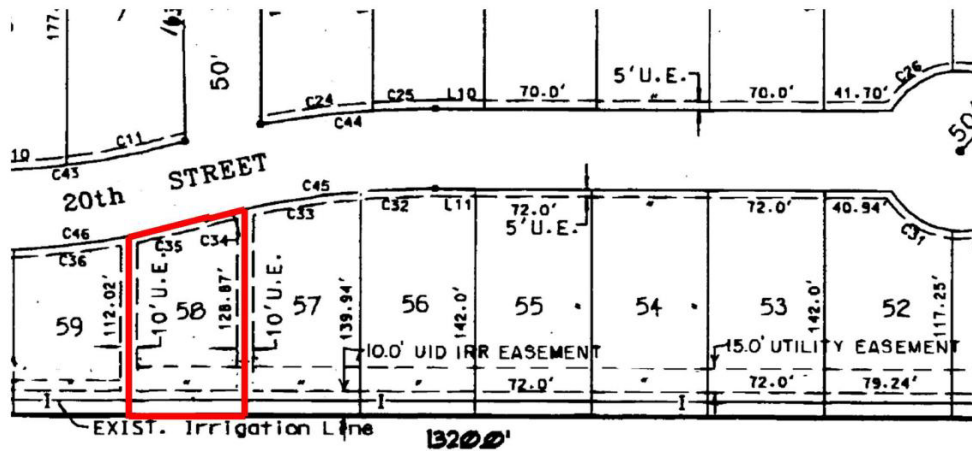 177.
50'
C24
C25
L10
70.0'
5' U.E.
"
70.0'
41.70'
C26
50'
10
C43
C11
C44
20th STREET
C46
C36
C35
C34
C45
C33
C32
L11
72.0'
5' U.E.
"
72.0'
40.94'
C37
59
112.02'
10' U.E.
58
128.87'
10' U.E.
57
139.94'
56
142.0'
55
54
53
142.0'
52
117.25'
10.0' UID IRR EASEMENT
15.0' UTILITY EASEMENT
"
"
"
"
72.0'
"
72.0'
79.24'
I
I
I
EXIST. Irrigation Line
1320.0'